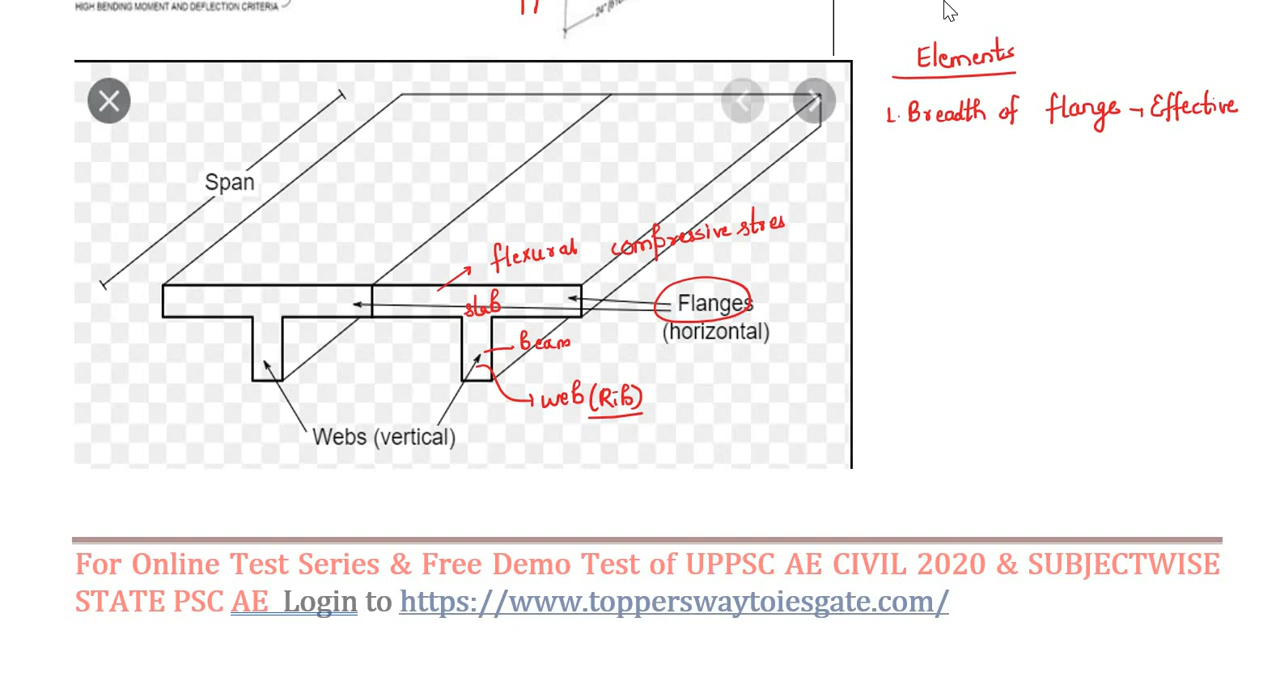 HIGH BENDING MOMENT AND DEFLECTION CRITERIA
Elements
1. Breadth of flange → Effective
Span
flexural compressive stres
slab
Flanges
(horizontal)
Beam
web (Rib)
Webs (vertical)
For Online Test Series & Free Demo Test of UPPSC AE CIVIL 2020 & SUBJECTWISE
STATE PSC AE Login to https://www.topperswaytoiesgate.com/